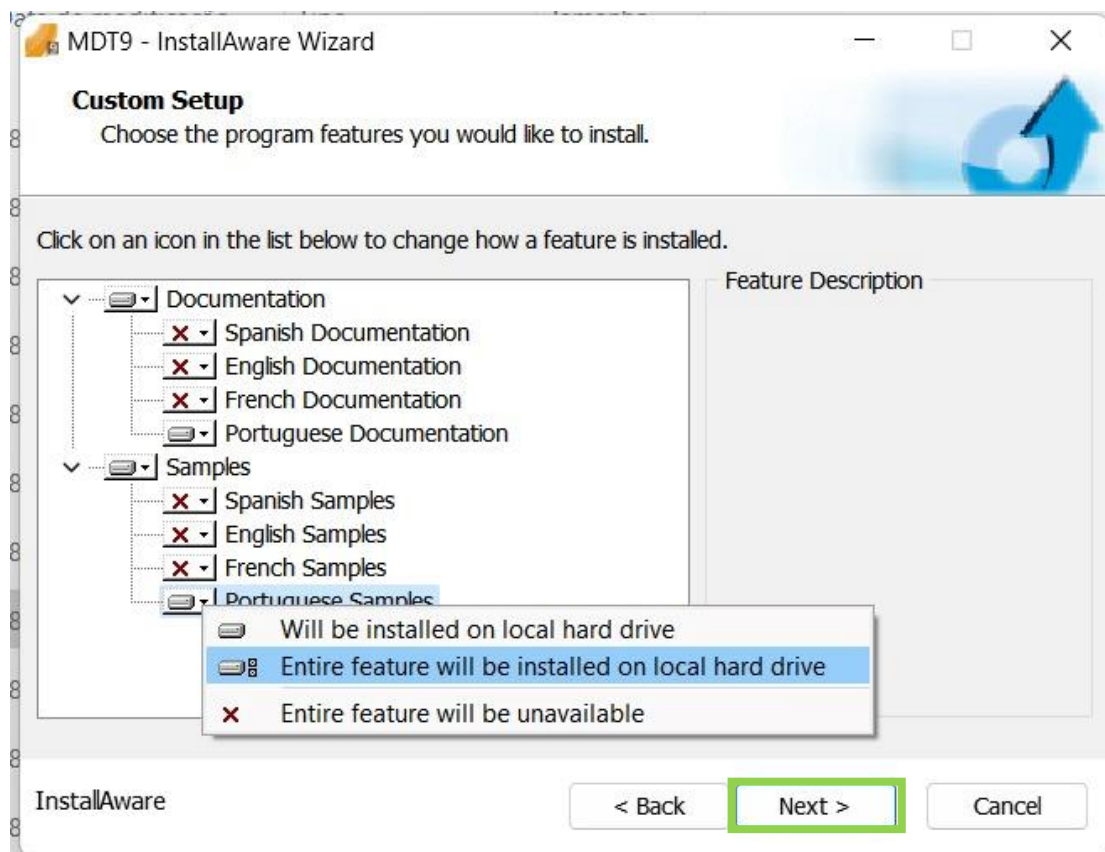 MDT9 - InstallAware Wizard
Custom Setup
Choose the program features you would like to install.
Click on an icon in the list below to change how a feature is installed.
Feature Description
Documentation
Spanish Documentation
English Documentation
French Documentation
Portuguese Documentation
Samples
Spanish Samples
English Samples
French Samples
Portuguese Samples
Will be installed on local hard drive
Entire feature will be installed on local hard drive
Entire feature will be unavailable
InstallAware
< Back
Next >
Cancel